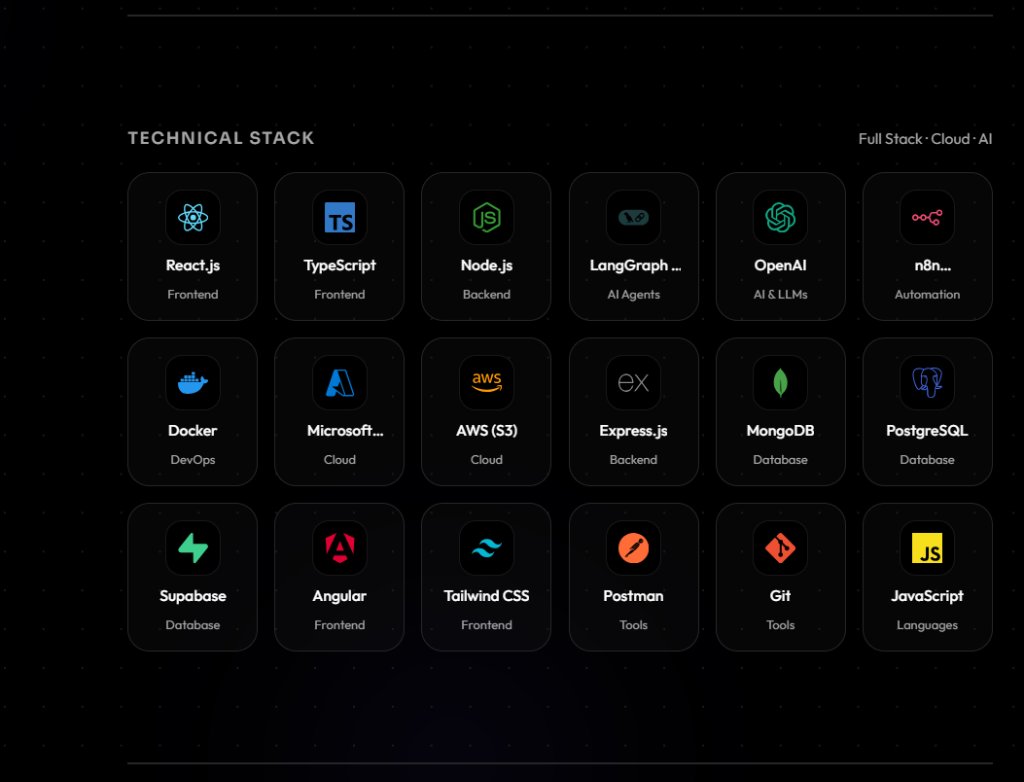 TECHNICAL STACK
Full Stack · Cloud · AI
TS
JS
React.js
TypeScript
Node.js
LangGraph ...
OpenAI
n8n...
Frontend
Frontend
Backend
AI Agents
AI & LLMs
Automation
aws
ex
Docker
Microsoft...
AWS (S3)
Express.js
MongoDB
PostgreSQL
DevOps
Cloud
Cloud
Backend
Database
Database
JS
Supabase
Angular
Tailwind CSS
Postman
Git
JavaScript
Database
Frontend
Frontend
Tools
Tools
Languages